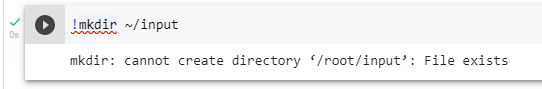 !mkdir ~/input
0s
mkdir: cannot create directory ‘/root/input’: File exists